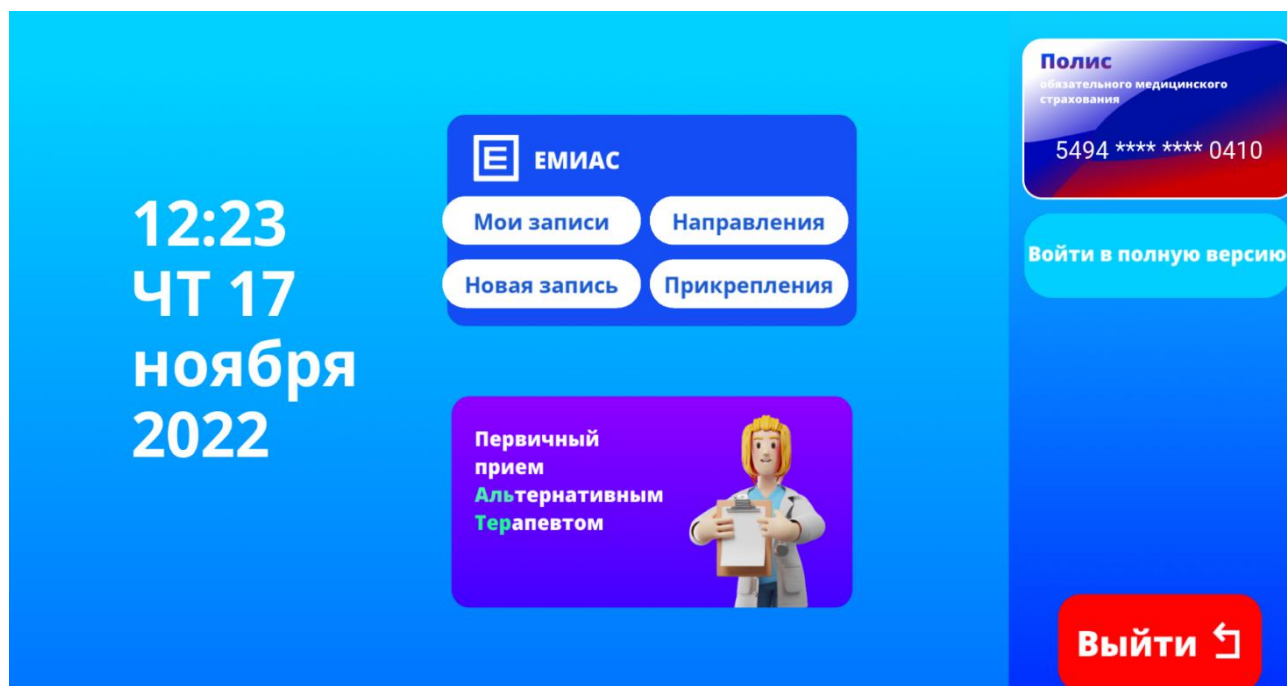 12:23
ЧТ 17
ноября
2022
ЕМИАС
Мои записи
Направления
Новая запись
Прикрепления
Первичный
прием
Альтернативным
Терапевтом
Полис
обязательного медицинского
страхования
5494 **** **** 0410
Войти в полную версию
Выйти